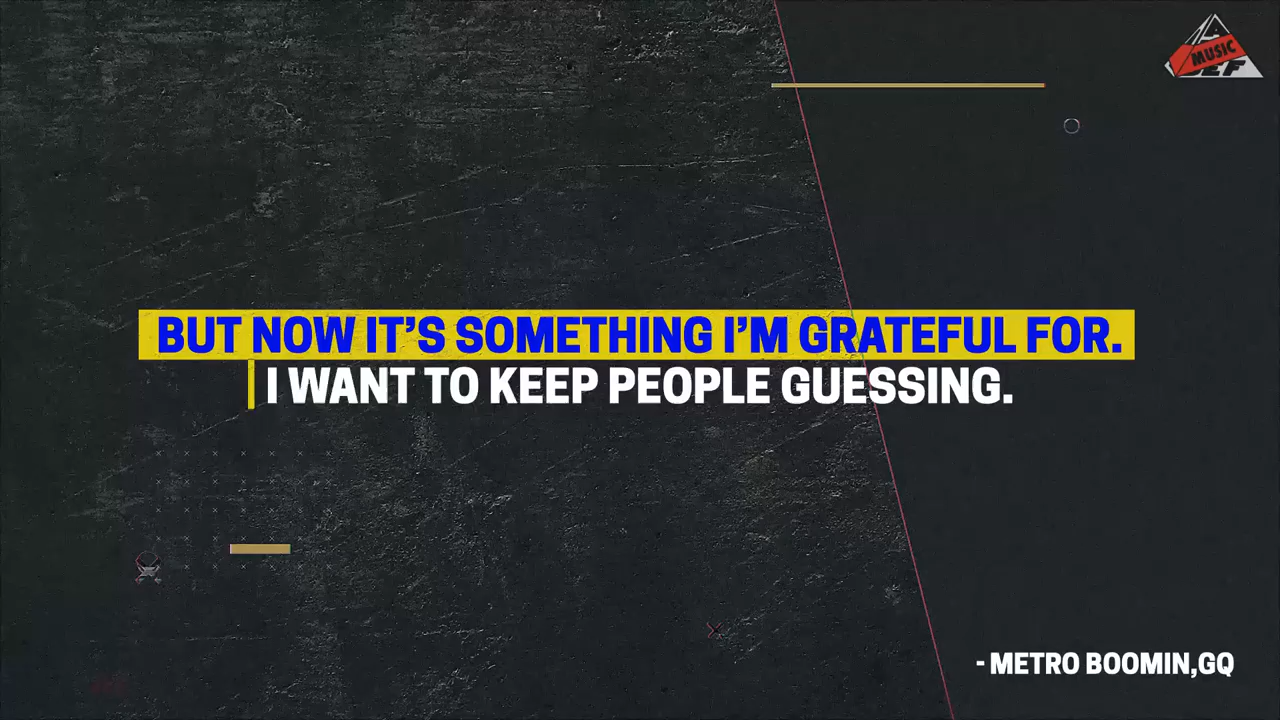 MUSIC
BUT NOW IT'S SOMETHING I'M GRATEFUL FOR.
I WANT TO KEEP PEOPLE GUESSING.
- METRO BOOMIN,GQ